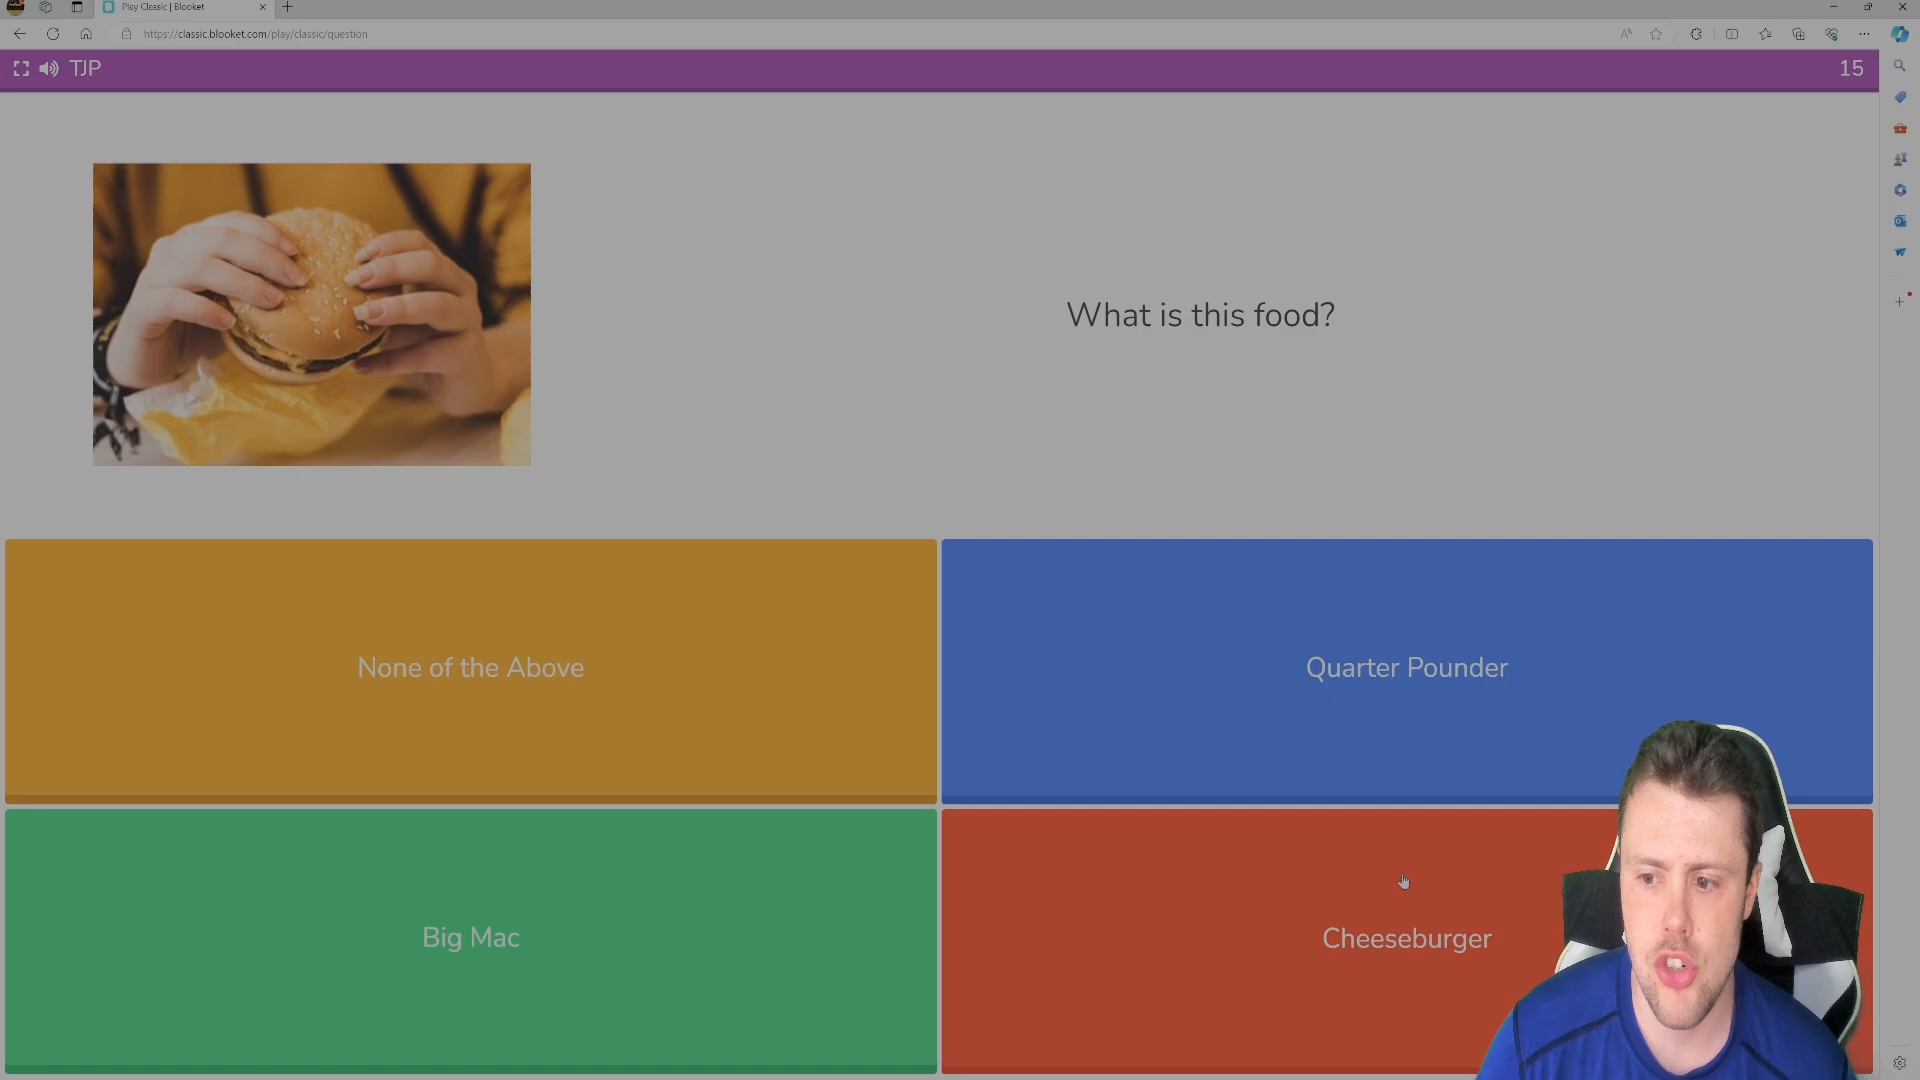 Play Classic | Blooket
https://classic.blooket.com/play/classic/question
TJP
15
What is this food?
None of the Above
Quarter Pounder
Big Mac
Cheeseburger